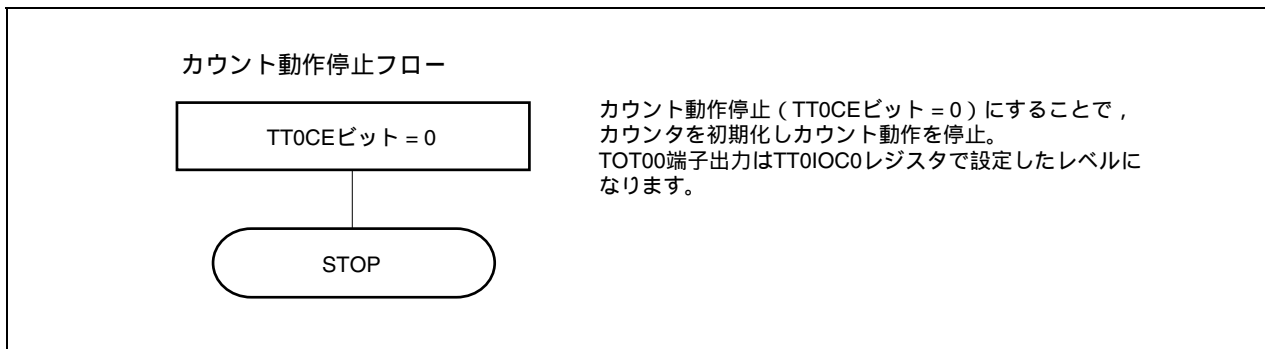 カウント動作停止フロー
TT0CEビット = 0
STOP
カウント動作停止（TT0CEビット = 0）にすることで，
カウンタを初期化しカウント動作を停止。
TOT00端子出力はTT0IOC0レジスタで設定したレベルに
なります。